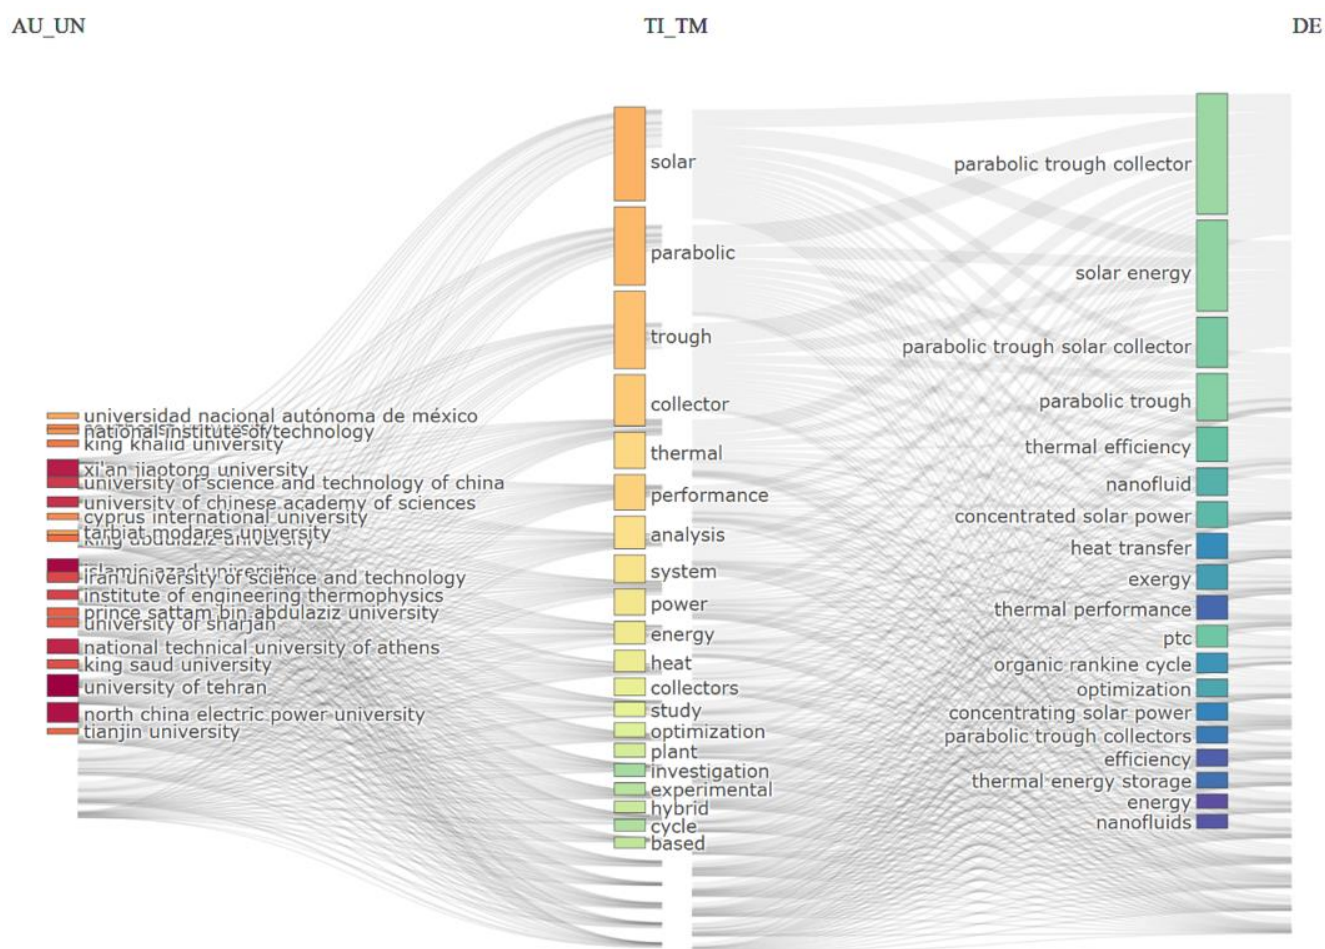 AU_UN
TI_TM
DE
universidad nacional autónoma de méxico
national institute of technology
king khalid university
xi'an jiaotong university
university of science and technology of china
university of chinese academy of sciences
cyprus international university
tarbiat modares university
king abdulaziz university
islamic azad university
iran university of science and technology
institute of engineering thermophysics
prince sattam bin abdulaziz university
university of sharjah
national technical university of athens
king saud university
university of tehran
north china electric power university
tianjin university
solar
parabolic
trough
collector
thermal
performance
analysis
system
power
energy
heat
collectors
study
optimization
plant
investigation
experimental
hybrid
cycle
based
parabolic trough collector
solar energy
parabolic trough solar collector
parabolic trough
thermal efficiency
nanofluid
concentrated solar power
heat transfer
exergy
thermal performance
ptc
organic rankine cycle
optimization
concentrating solar power
parabolic trough collectors
efficiency
thermal energy storage
energy
nanofluids